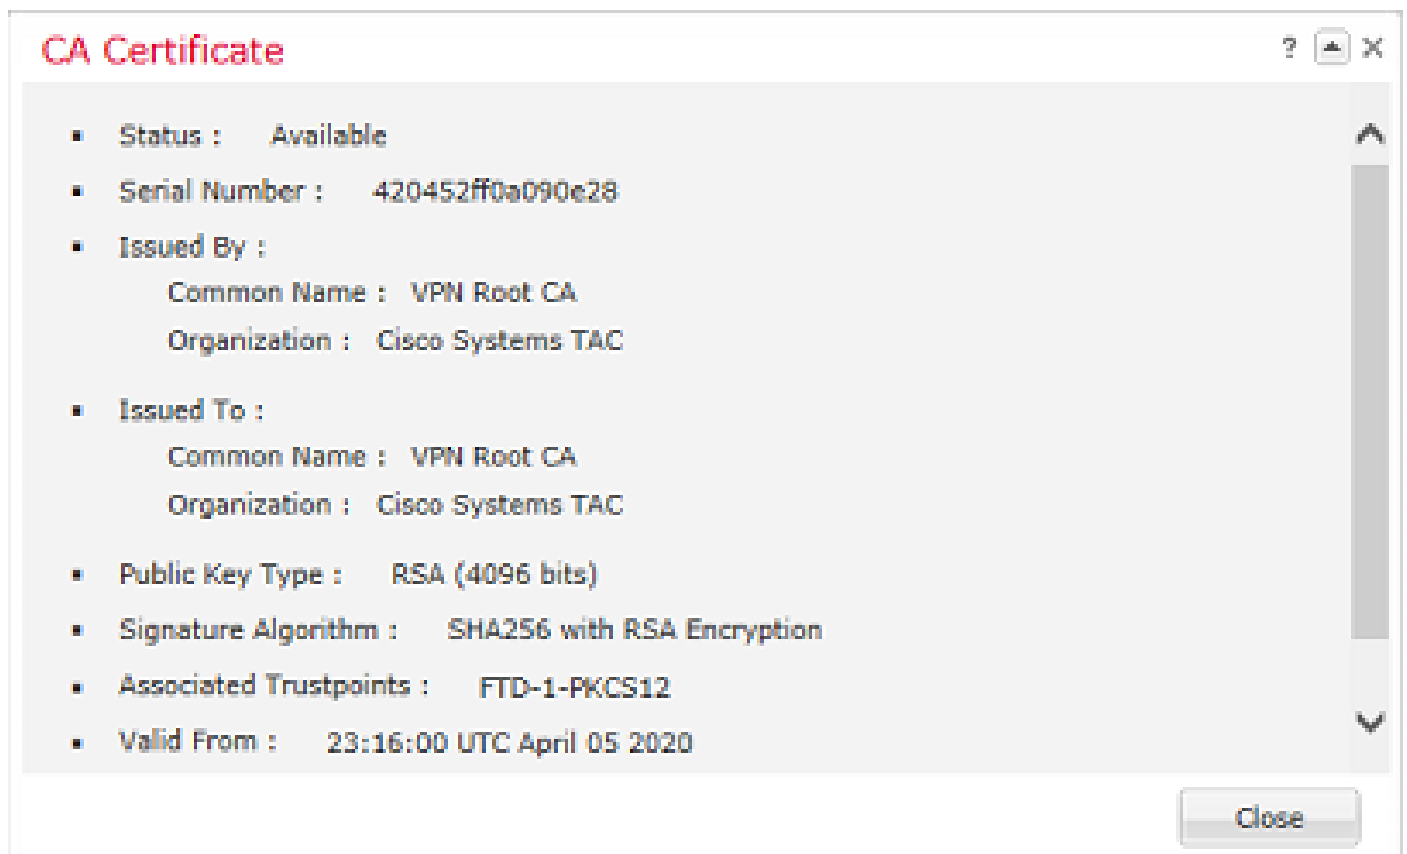 CA Certificate
?
Status : Available
Serial Number : 420452ff0a090e28
Issued By :
Common Name : VPN Root CA
Organization : Cisco Systems TAC
Issued To :
Common Name : VPN Root CA
Organization : Cisco Systems TAC
Public Key Type : RSA (4096 bits)
Signature Algorithm : SHA256 with RSA Encryption
Associated Trustpoints : FTD-1-PKCS12
Valid From : 23:16:00 UTC April 05 2020
Close